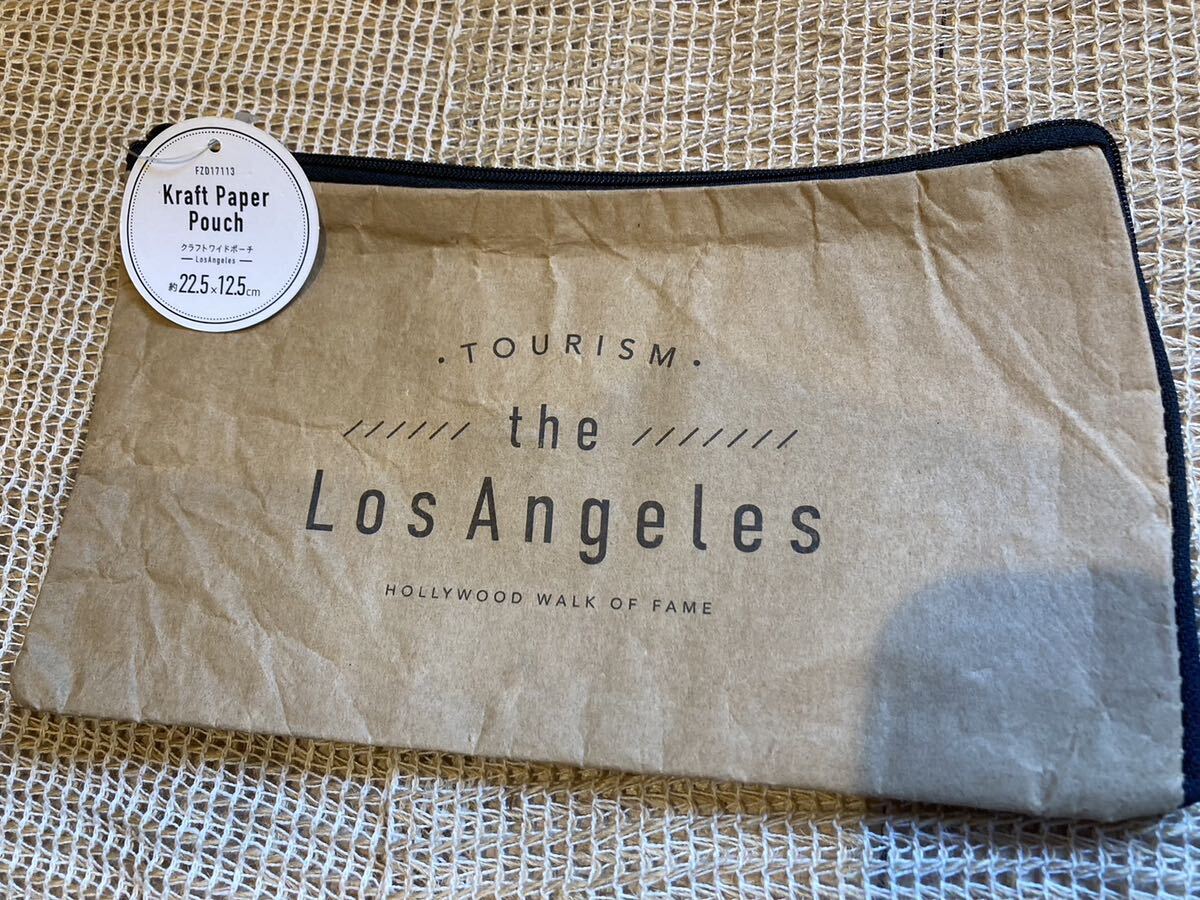 FZD17113
Kraft Paper
Pouch
クラフトワイドポーチ
LosAngeles
約22.5×12.5cm
・TOURISM・
////// the ///////
Los Angeles
HOLLYWOOD WALK OF FAME